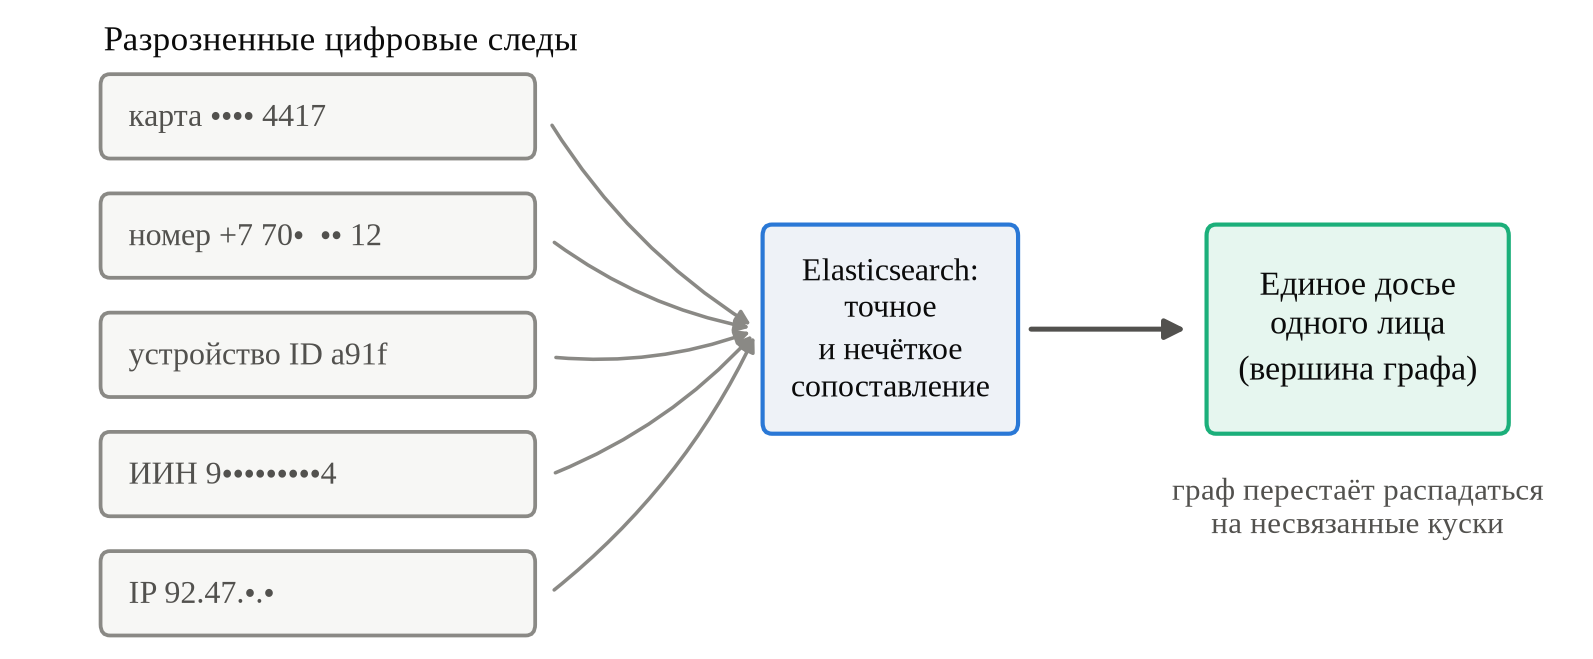 Разрозненные цифровые следы
карта •••• 4417
номер +7 70•  •• 12
устройство ID a91f
ИИН 9•••••••••4
IP 92.47.•.•
Elasticsearch:
точное
и нечёткое
сопоставление
Единое досье
одного лица
(вершина графа)
граф перестаёт распадаться
на несвязанные куски